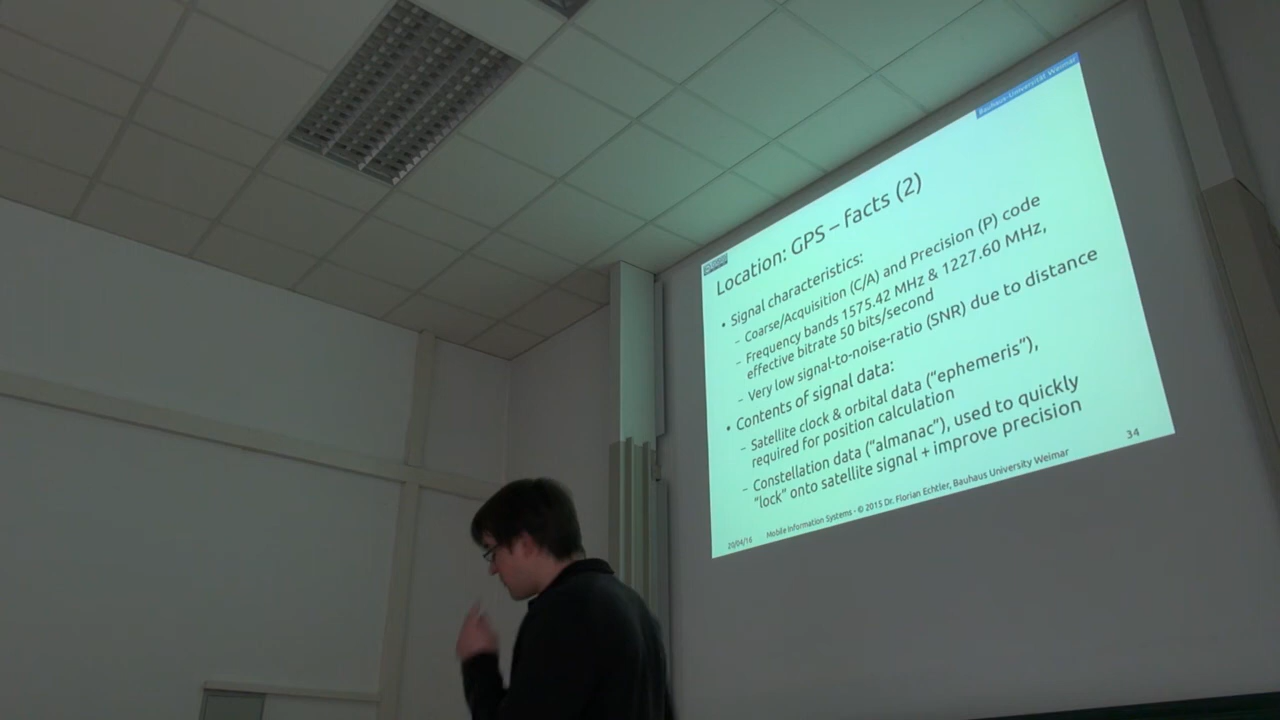 Bauhaus-Universität Weimar
Location: GPS – facts (2)
• Signal characteristics:
– Coarse/Acquisition (C/A) and Precision (P) code
– Frequency bands 1575.42 MHz & 1227.60 MHz,
effective bitrate 50 bits/second
– Very low signal-to-noise-ratio (SNR) due to distance
• Contents of signal data:
– Satellite clock & orbital data ("ephemeris"),
required for position calculation
– Constellation data ("almanac"), used to quickly
"lock" onto satellite signal + improve precision
34
20/04/16
Mobile Information Systems - © 2015 Dr. Florian Echtler, Bauhaus University Weimar